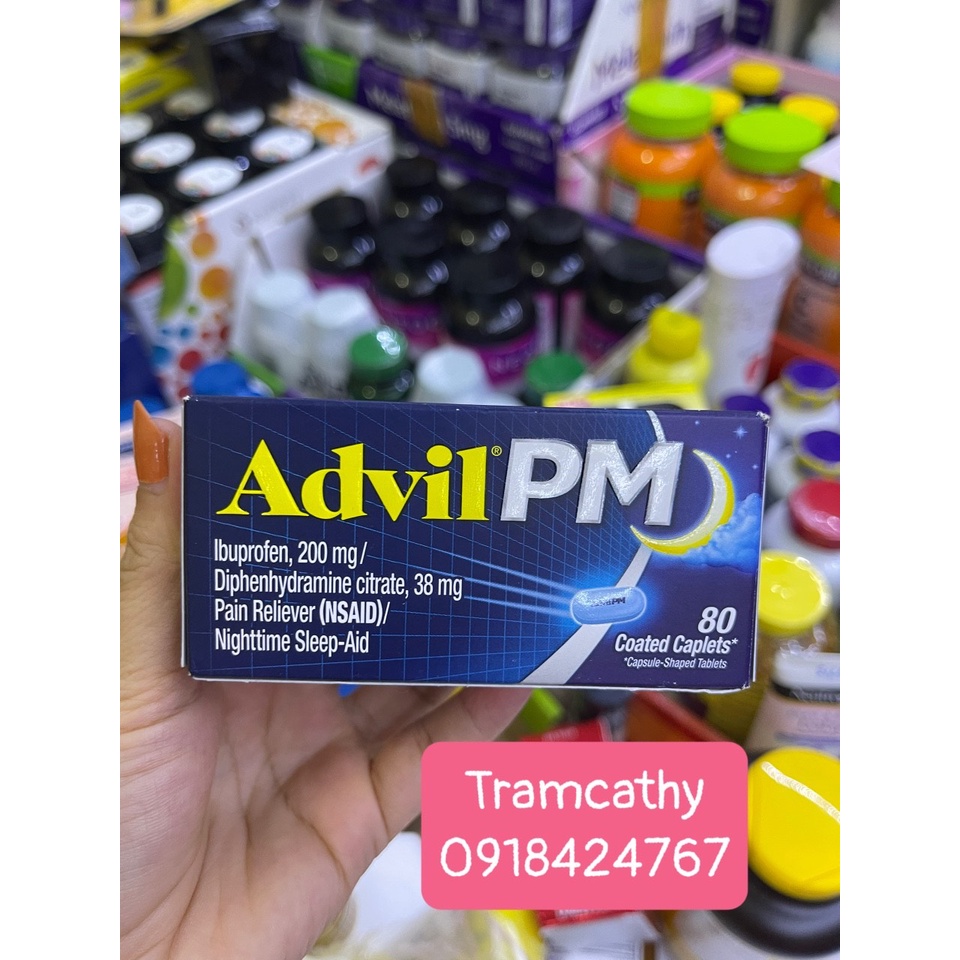 Advil® PM
Ibuprofen, 200 mg/
Diphenhydramine citrate, 38 mg
Pain Reliever (NSAID)/
Nighttime Sleep-Aid
80
Coated Caplets*
*Capsule-Shaped Tablets
Tramcathy
0918424767